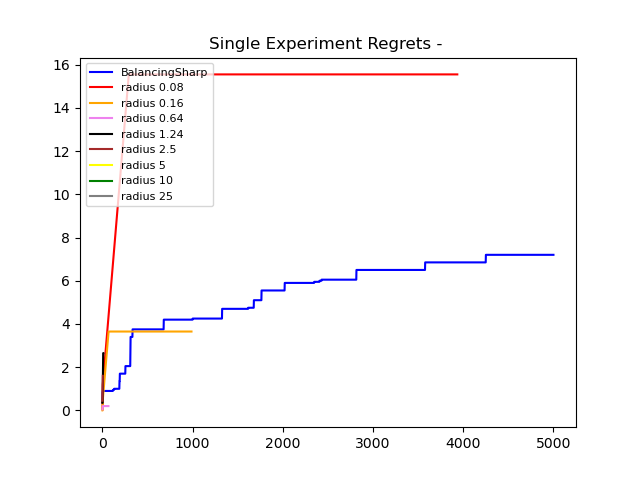 Single Experiment Regrets -
16
14
12
10
8
6
4
2
0
BalancingSharp
radius 0.08
radius 0.16
radius 0.64
radius 1.24
radius 2.5
radius 5
radius 10
radius 25
0 1000 2000 3000 4000 5000